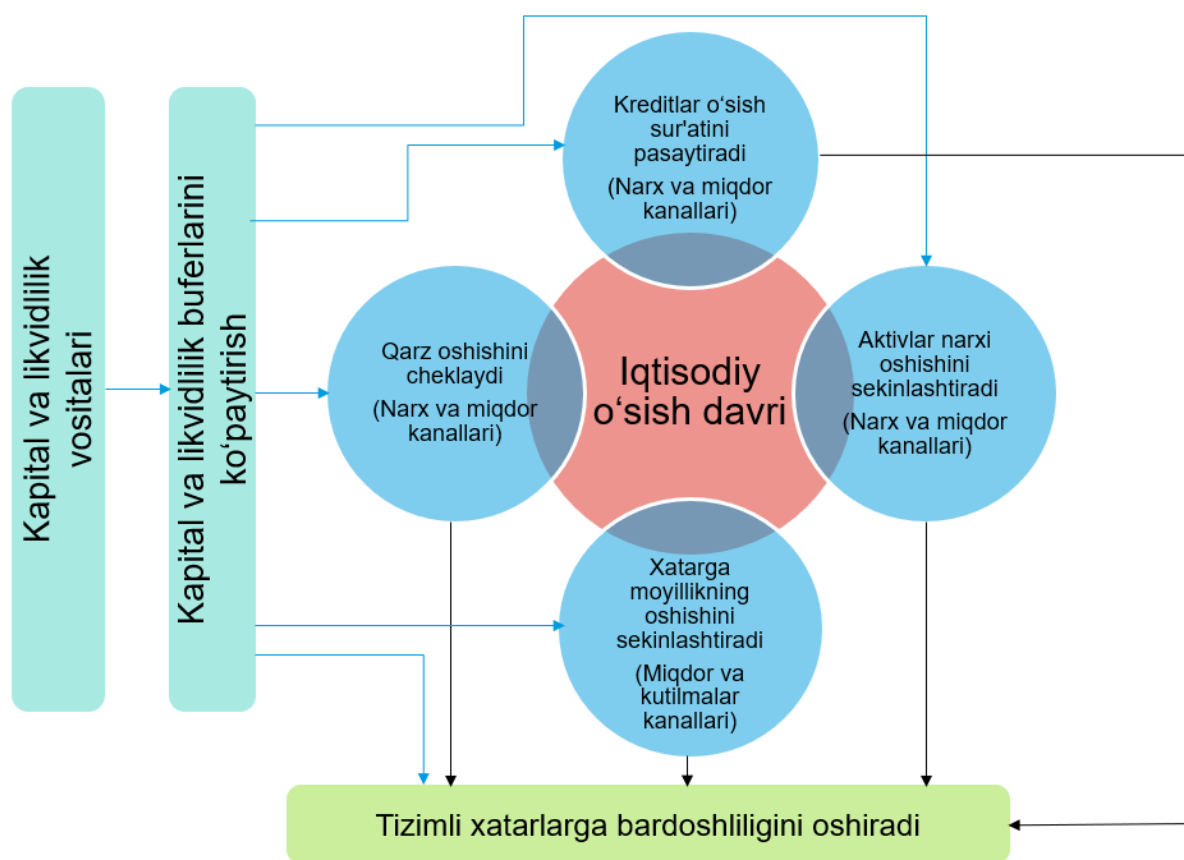 Kapital va likvidlilik
vositalari
Kapital va likvidlilik buferlarini
ko‘paytirish
Kreditlar o‘sish
sur'atini
pasaytiradi
(Narx va miqdor
kanallari)
Qarz oshishini
cheklaydi
(Narx va miqdor
kanallari)
Iqtisodiy
o‘sish davri
Aktivlar narxi
oshishini
sekinlashtiradi
(Narx va miqdor
kanallari)
Xatarga
moyillikning
oshishini
sekinlashtiradi
(Miqdor va
kutilmalar
kanallari)
Tizimli xatarlarga bardoshliligini oshiradi